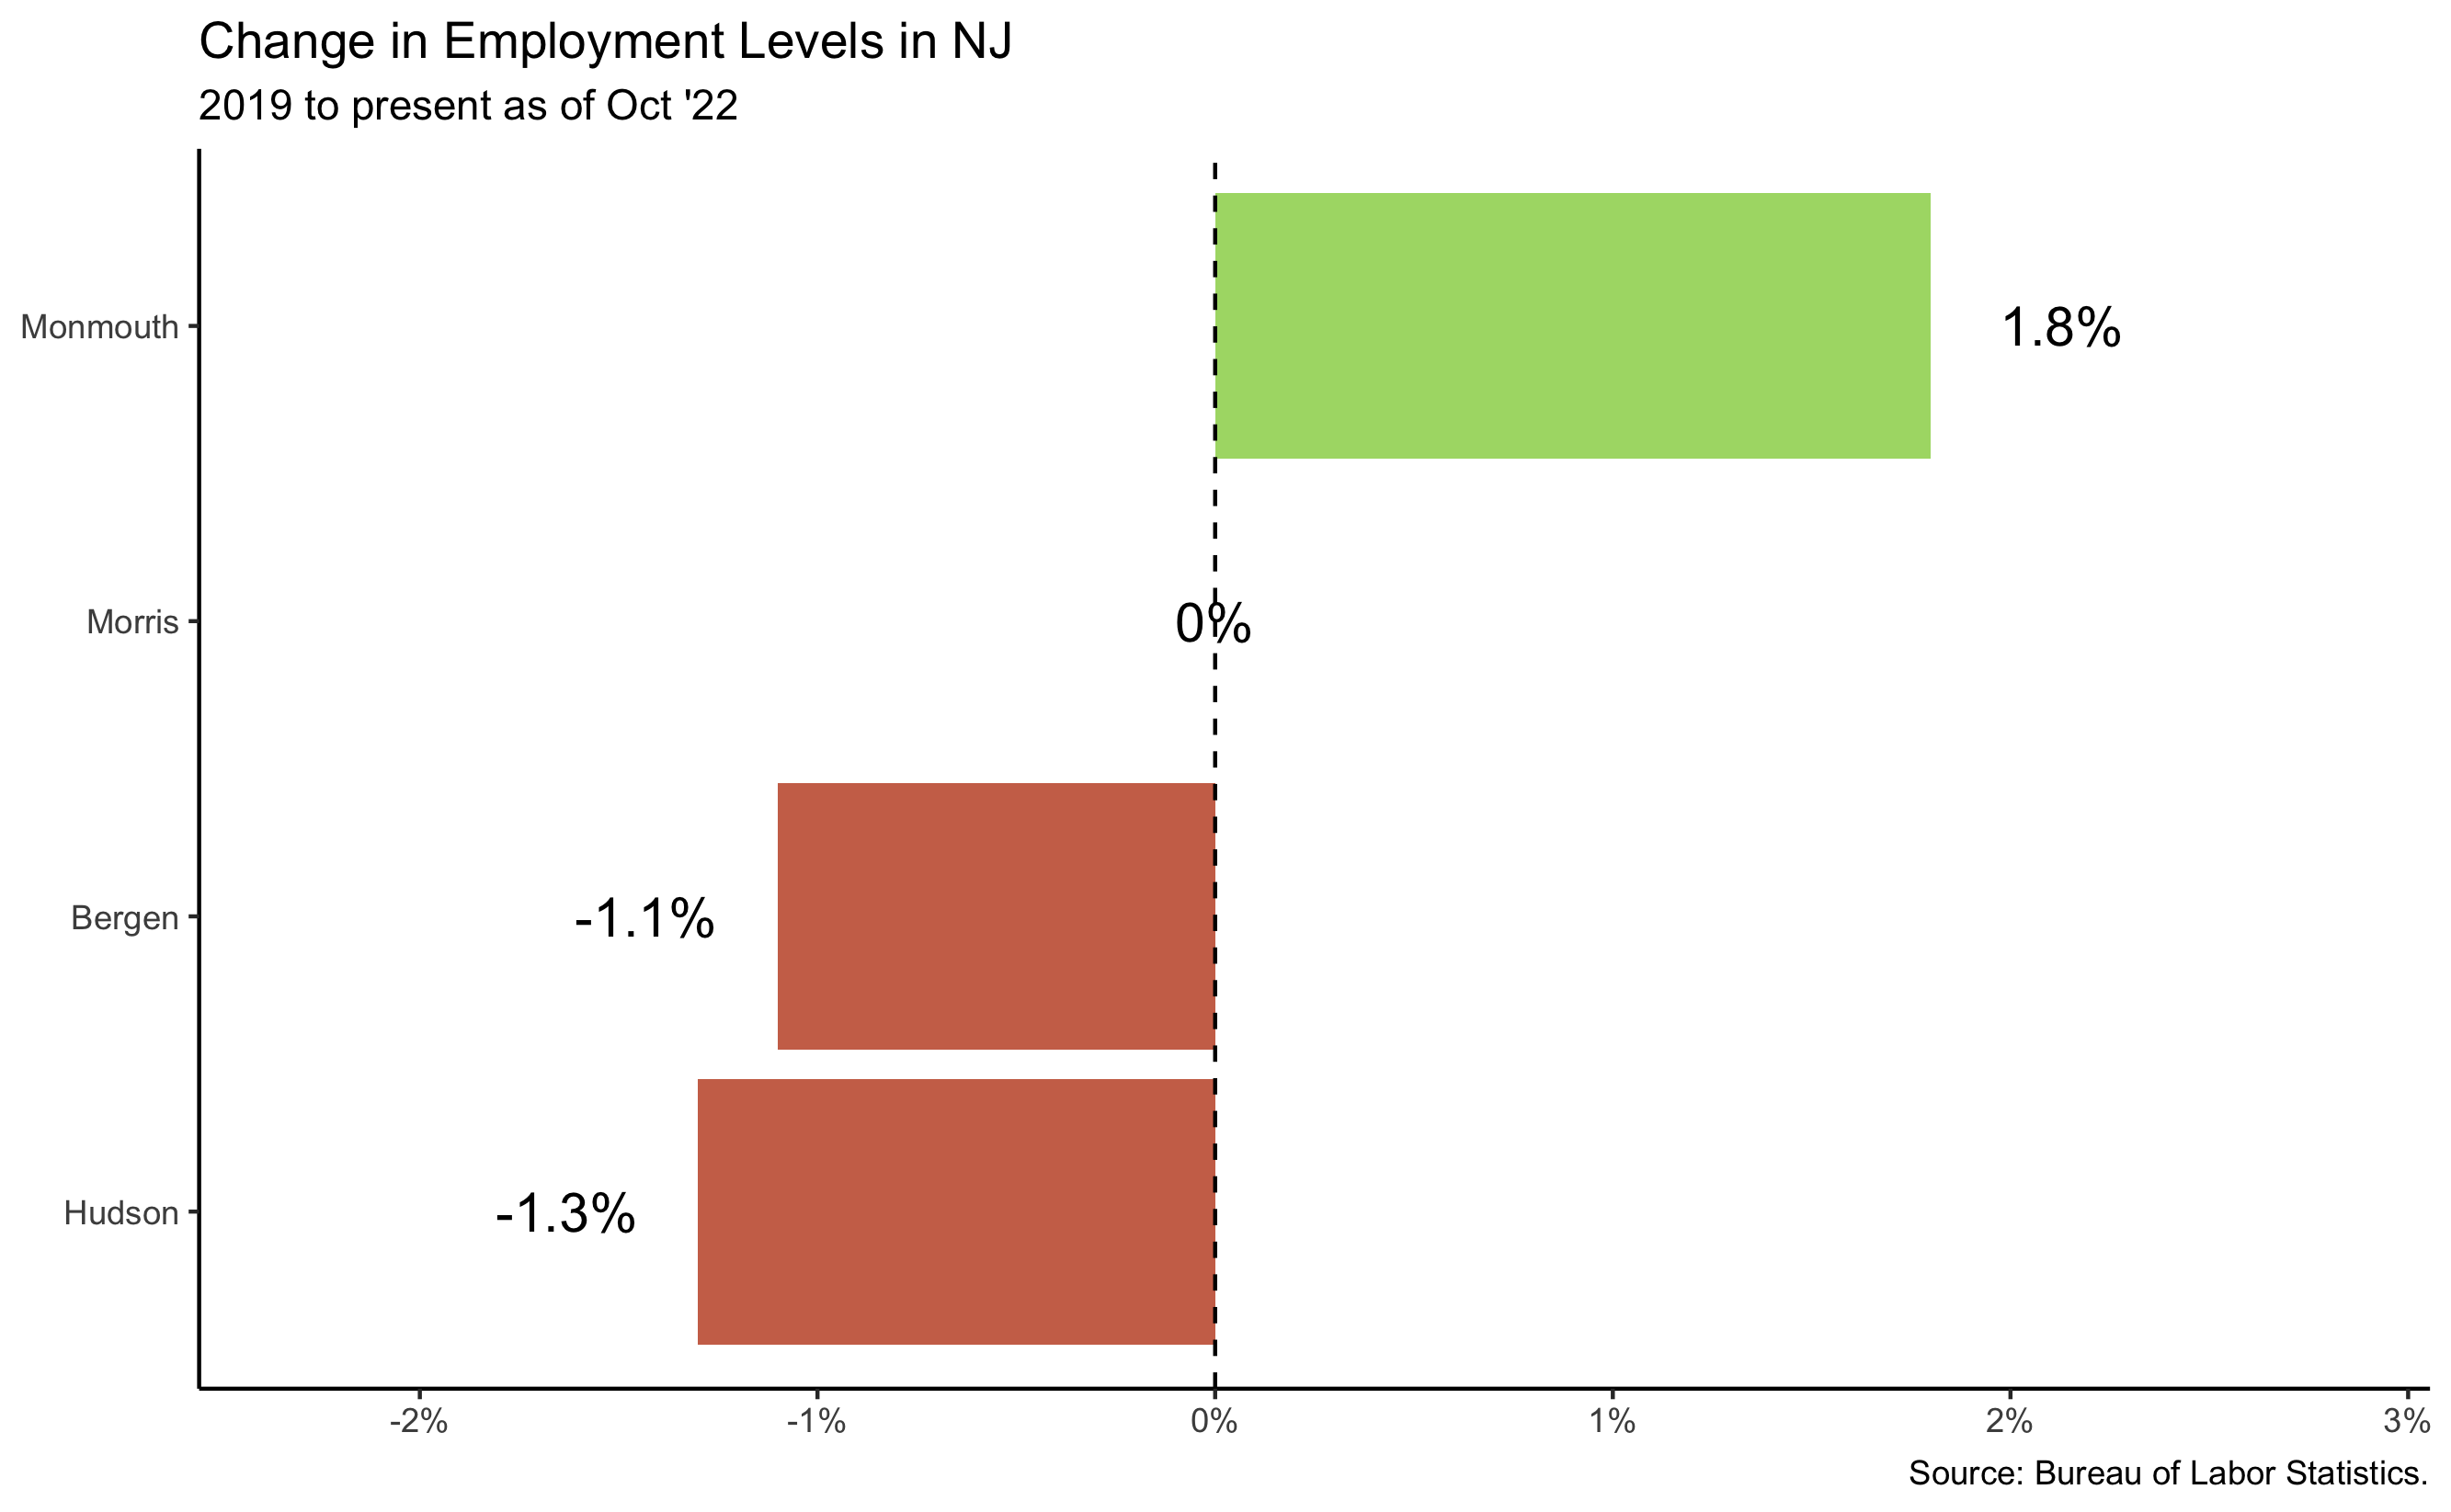 Change in Employment Levels in NJ
2019 to present as of Oct '22
Monmouth
1.8%
Morris
0%
Bergen
-1.1%
Hudson
-1.3%
-2%
-1%
0%
1%
2%
3%
Source: Bureau of Labor Statistics.